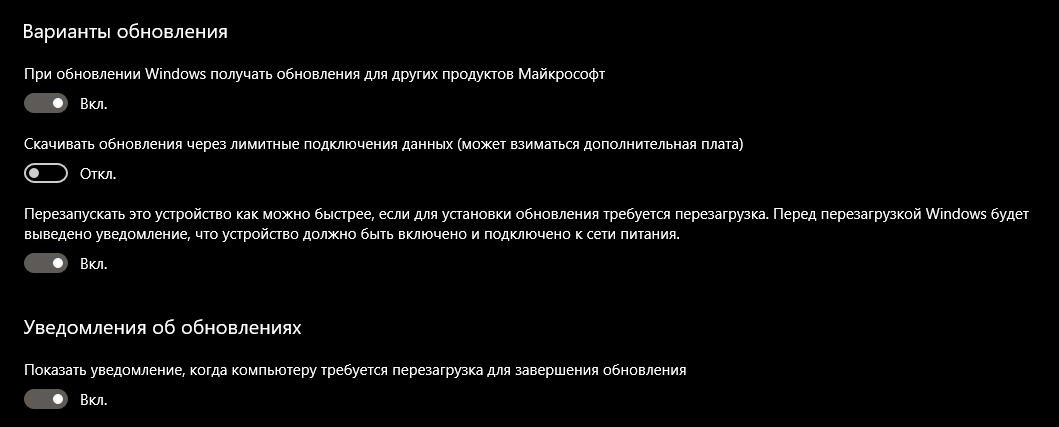 Варианты обновления
При обновлении Windows получать обновления для других продуктов Майкрософт
Вкл.
Скачивать обновления через лимитные подключения данных (может взиматься дополнительная плата)
Откл.
Перезапускать это устройство как можно быстрее, если для установки обновления требуется перезагрузка. Перед перезагрузкой Windows будет
выведено уведомление, что устройство должно быть включено и подключено к сети питания.
Вкл.
Уведомления об обновлениях
Показать уведомление, когда компьютеру требуется перезагрузка для завершения обновления
Вкл.